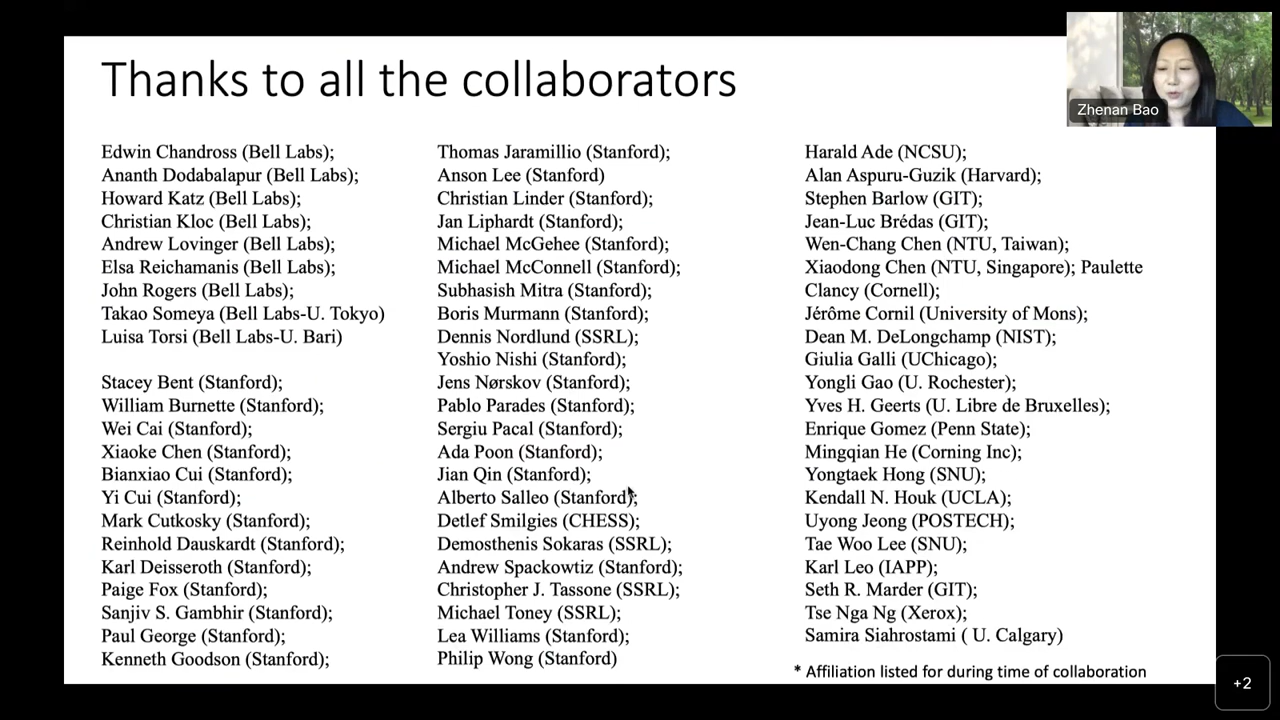 Thanks to all the collaborators
Zhenan Bao
Edwin Chandross (Bell Labs);
Ananth Dodabalapur (Bell Labs);
Howard Katz (Bell Labs);
Christian Kloc (Bell Labs);
Andrew Lovinger (Bell Labs);
Elsa Reichamanis (Bell Labs);
John Rogers (Bell Labs);
Takao Someya (Bell Labs-U. Tokyo)
Luisa Torsi (Bell Labs-U. Bari)
Stacey Bent (Stanford);
William Burnette (Stanford);
Wei Cai (Stanford);
Xiaoke Chen (Stanford);
Bianxiao Cui (Stanford);
Yi Cui (Stanford);
Mark Cutkosky (Stanford);
Reinhold Dauskardt (Stanford);
Karl Deisseroth (Stanford);
Paige Fox (Stanford);
Sanjiv S. Gambhir (Stanford);
Paul George (Stanford);
Kenneth Goodson (Stanford);
Thomas Jaramillio (Stanford);
Anson Lee (Stanford)
Christian Linder (Stanford);
Jan Liphardt (Stanford);
Michael McGehee (Stanford);
Michael McConnell (Stanford);
Subhasish Mitra (Stanford);
Boris Murmann (Stanford);
Dennis Nordlund (SSRL);
Yoshio Nishi (Stanford);
Jens Nørskov (Stanford);
Pablo Parades (Stanford);
Sergiu Pacal (Stanford);
Ada Poon (Stanford);
Jian Qin (Stanford);
Alberto Salleo (Stanford);
Detlef Smilgies (CHESS);
Demosthenis Sokaras (SSRL);
Andrew Spackowtiz (Stanford);
Christopher J. Tassone (SSRL);
Michael Toney (SSRL);
Lea Williams (Stanford);
Philip Wong (Stanford)
Harald Ade (NCSU);
Alan Aspuru-Guzik (Harvard);
Stephen Barlow (GIT);
Jean-Luc Brédas (GIT);
Wen-Chang Chen (NTU, Taiwan);
Xiaodong Chen (NTU, Singapore); Paulette
Clancy (Cornell);
Jérôme Cornil (University of Mons);
Dean M. DeLongchamp (NIST);
Giulia Galli (UChicago);
Yongli Gao (U. Rochester);
Yves H. Geerts (U. Libre de Bruxelles);
Enrique Gomez (Penn State);
Mingqian He (Corning Inc);
Yongtaek Hong (SNU);
Kendall N. Houk (UCLA);
Uyong Jeong (POSTECH);
Tae Woo Lee (SNU);
Karl Leo (IAPP);
Seth R. Marder (GIT);
Tse Nga Ng (Xerox);
Samira Siahrostami ( U. Calgary)
* Affiliation listed for during time of collaboration
+2